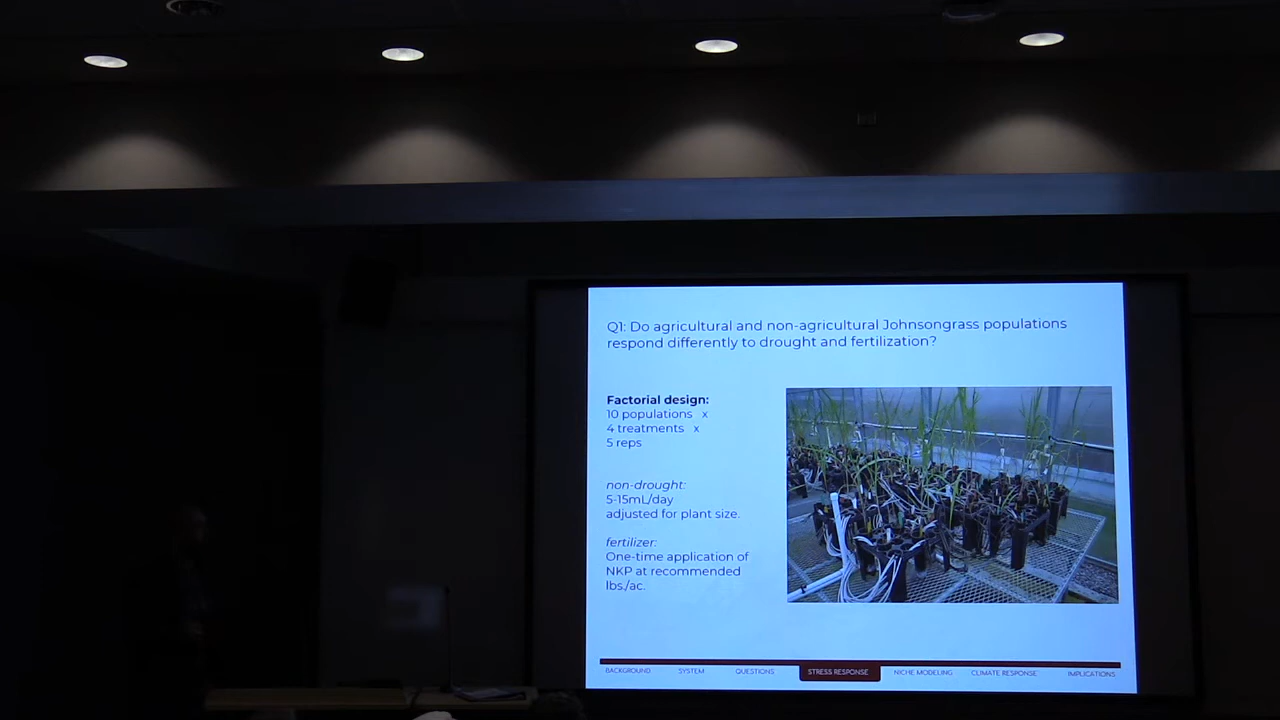 Q1: Do agricultural and non-agricultural Johnsongrass populations
respond differently to drought and fertilization?
Factorial design:
10 populations x
4 treatments x
5 reps
non-drought:
5-15mL/day
adjusted for plant size.
fertilizer:
One-time application of
NKP at recommended
lbs./ac.
BACKGROUND SYSTEM QUESTIONS STRESS RESPONSE NICHE MODELING CLIMATE RESPONSE IMPLICATIONS